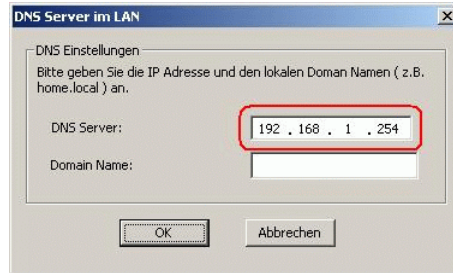 DNS Server im LAN
DNS Einstellungen
Bitte geben Sie die IP Adresse und den lokalen Doman Namen ( z.B.
home.local ) an.
DNS Server: 192 . 168 . 1 . 254
Domain Name:
OK Abbrechen